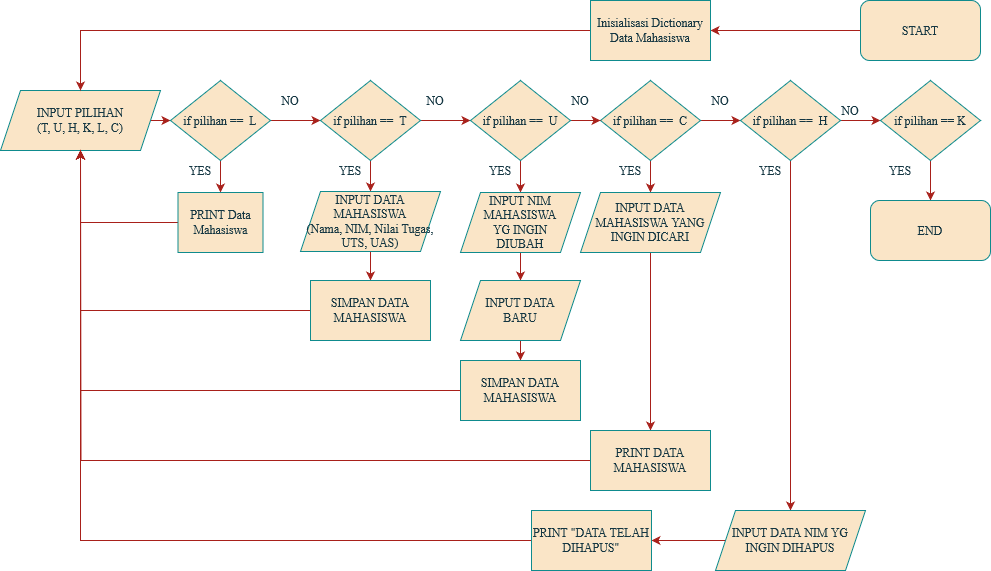 Inisialisasi Dictionary
Data Mahasiswa
START
INPUT PILIHAN
(T, U, H, K, L, C)
if pilihan == L
NO
if pilihan == T
NO
if pilihan == U
NO
if pilihan == C
NO
if pilihan == H
NO
if pilihan == K
YES
YES
YES
YES
YES
YES
PRINT Data
Mahasiswa
INPUT DATA
MAHASISWA
(Nama, NIM, Nilai Tugas,
UTS, UAS)
INPUT NIM
MAHASISWA
YG INGIN
DIUBAH
INPUT DATA
MAHASISWA YANG
INGIN DICARI
END
SIMPAN DATA
MAHASISWA
INPUT DATA
BARU
SIMPAN DATA
MAHASISWA
PRINT DATA
MAHASISWA
PRINT "DATA TELAH
DIHAPUS"
INPUT DATA NIM YG
INGIN DIHAPUS